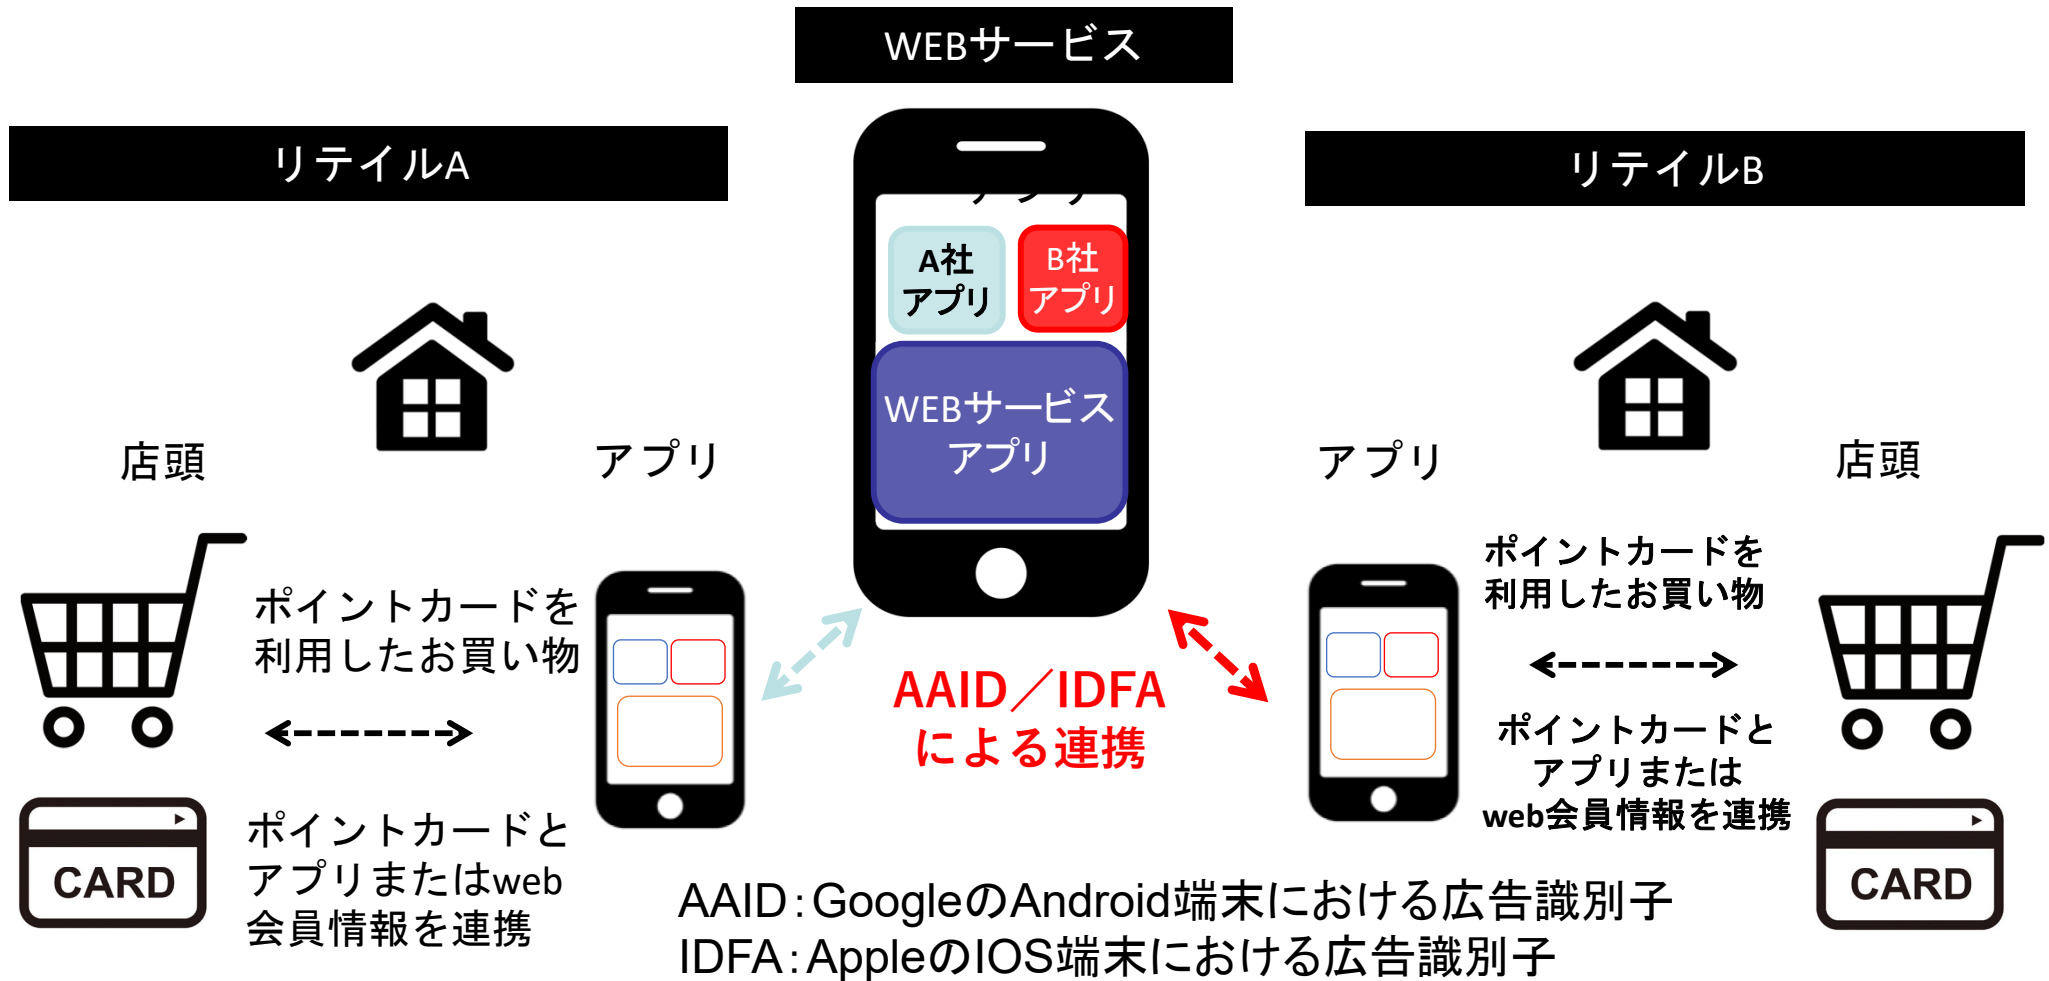 WEBサービス
リテイルA
リテイルB
A社
アプリ
B社
アプリ
WEBサービス
アプリ
店頭
アプリ
アプリ
店頭
ポイントカードを
利用したお買い物
ポイントカードと
アプリまたはweb
会員情報を連携
CARD
AAID／IDFA
による連携
ポイントカードを
利用したお買い物
ポイントカードと
アプリまたは
web会員情報を連携
CARD
AAID：GoogleのAndroid端末における広告識別子
IDFA：AppleのIOS端末における広告識別子